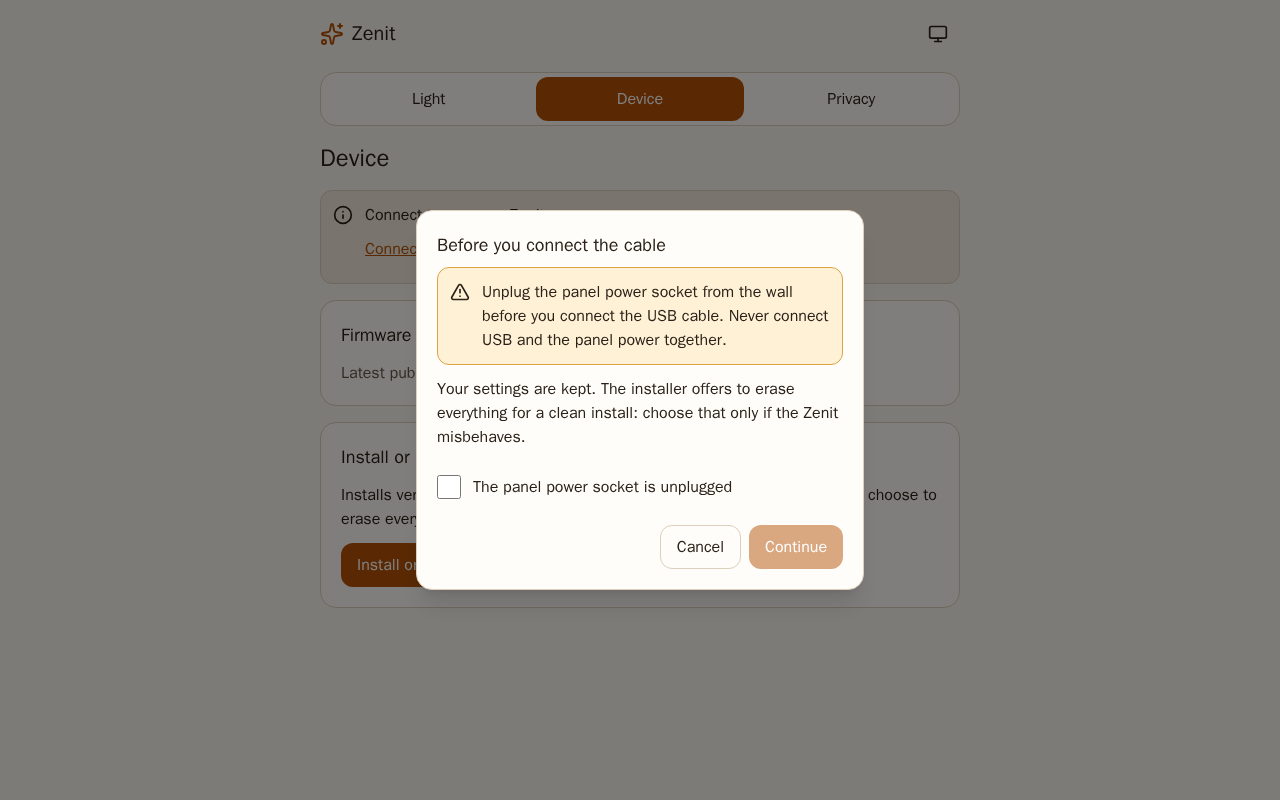 Zenit
Light
Device
Privacy
Device
Connect
Connec
Before you connect the cable
Unplug the panel power socket from the wall
before you connect the USB cable. Never connect
USB and the panel power together.
Your settings are kept. The installer offers to erase
everything for a clean install: choose that only if the Zenit
misbehaves.
The panel power socket is unplugged
Cancel
Continue
Firmware
Latest pub
Install or
Installs ver
choose to
erase ever
Install or